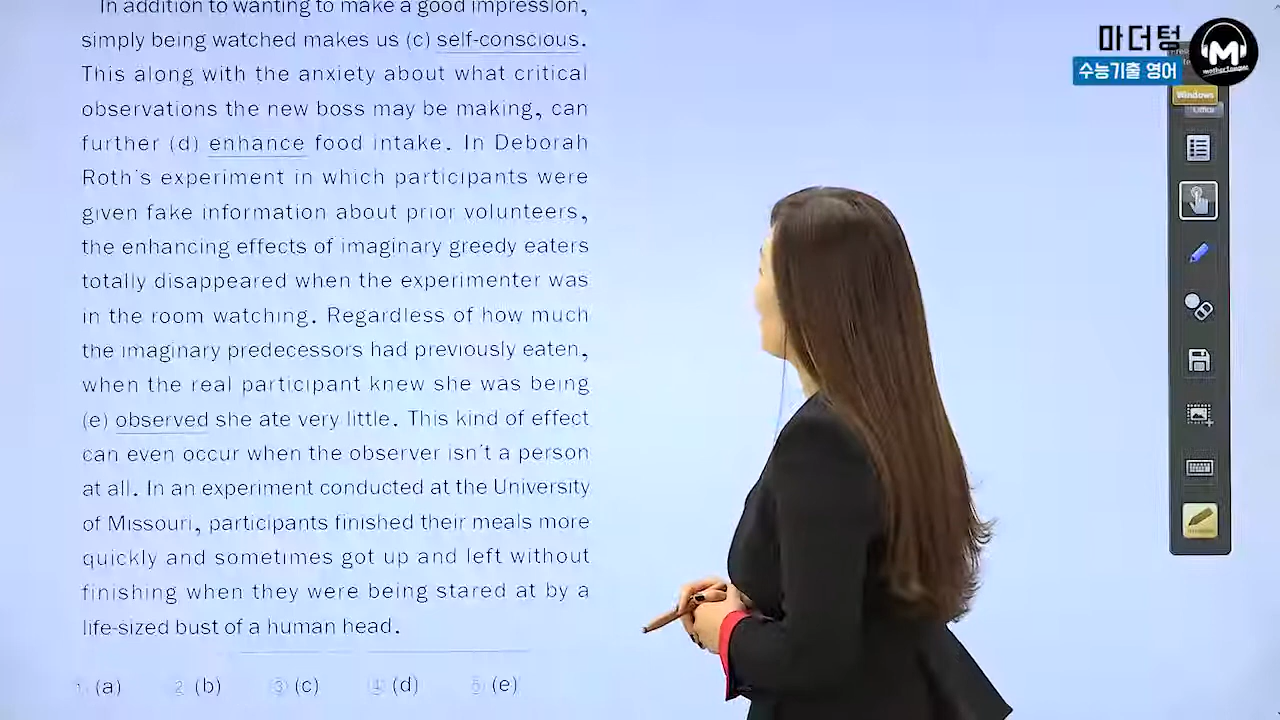 In addition to wanting to make a good impression,
simply being watched makes us (c) self-conscious.
This along with the anxiety about what critical
observations the new boss may be making, can
further (d) enhance food intake. In Deborah
Roth's experiment in which participants were
given fake information about prior volunteers,
the enhancing effects of imaginary greedy eaters
totally disappeared when the experimenter was
in the room watching. Regardless of how much
the imaginary predecessors had previously eaten,
when the real participant knew she was being
(e) observed she ate very little. This kind of effect
can even occur when the observer isn't a person
at all. In an experiment conducted at the University
of Missouri, participants finished their meals more
quickly and sometimes got up and left without
finishing when they were being stared at by a
life-sized bust of a human head.
1 (a) 2 (b) 3 (c) 4 (d) 5 (e)
마더텅
수능기출 영어
M
mother tongue
Windows
Office